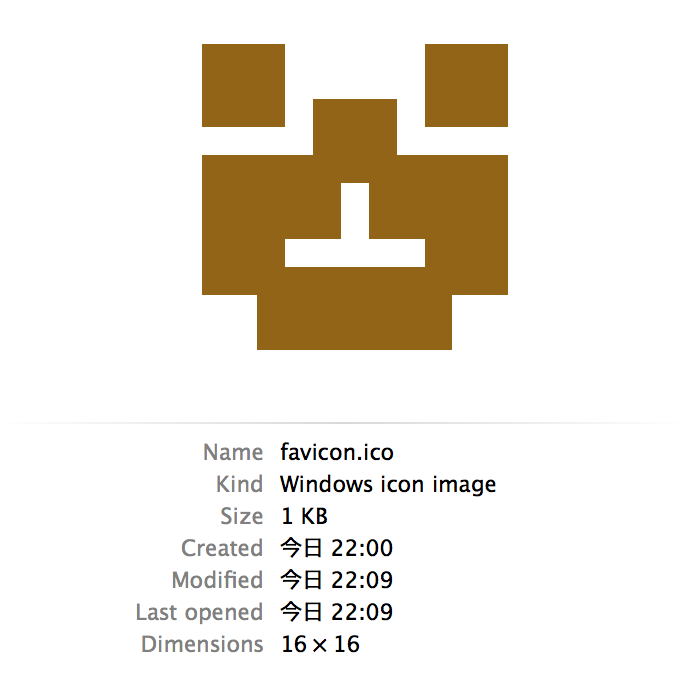 Name favicon.ico
Kind Windows icon image
Size 1 KB
Created 今日 22:00
Modified 今日 22:09
Last opened 今日 22:09
Dimensions 16 × 16